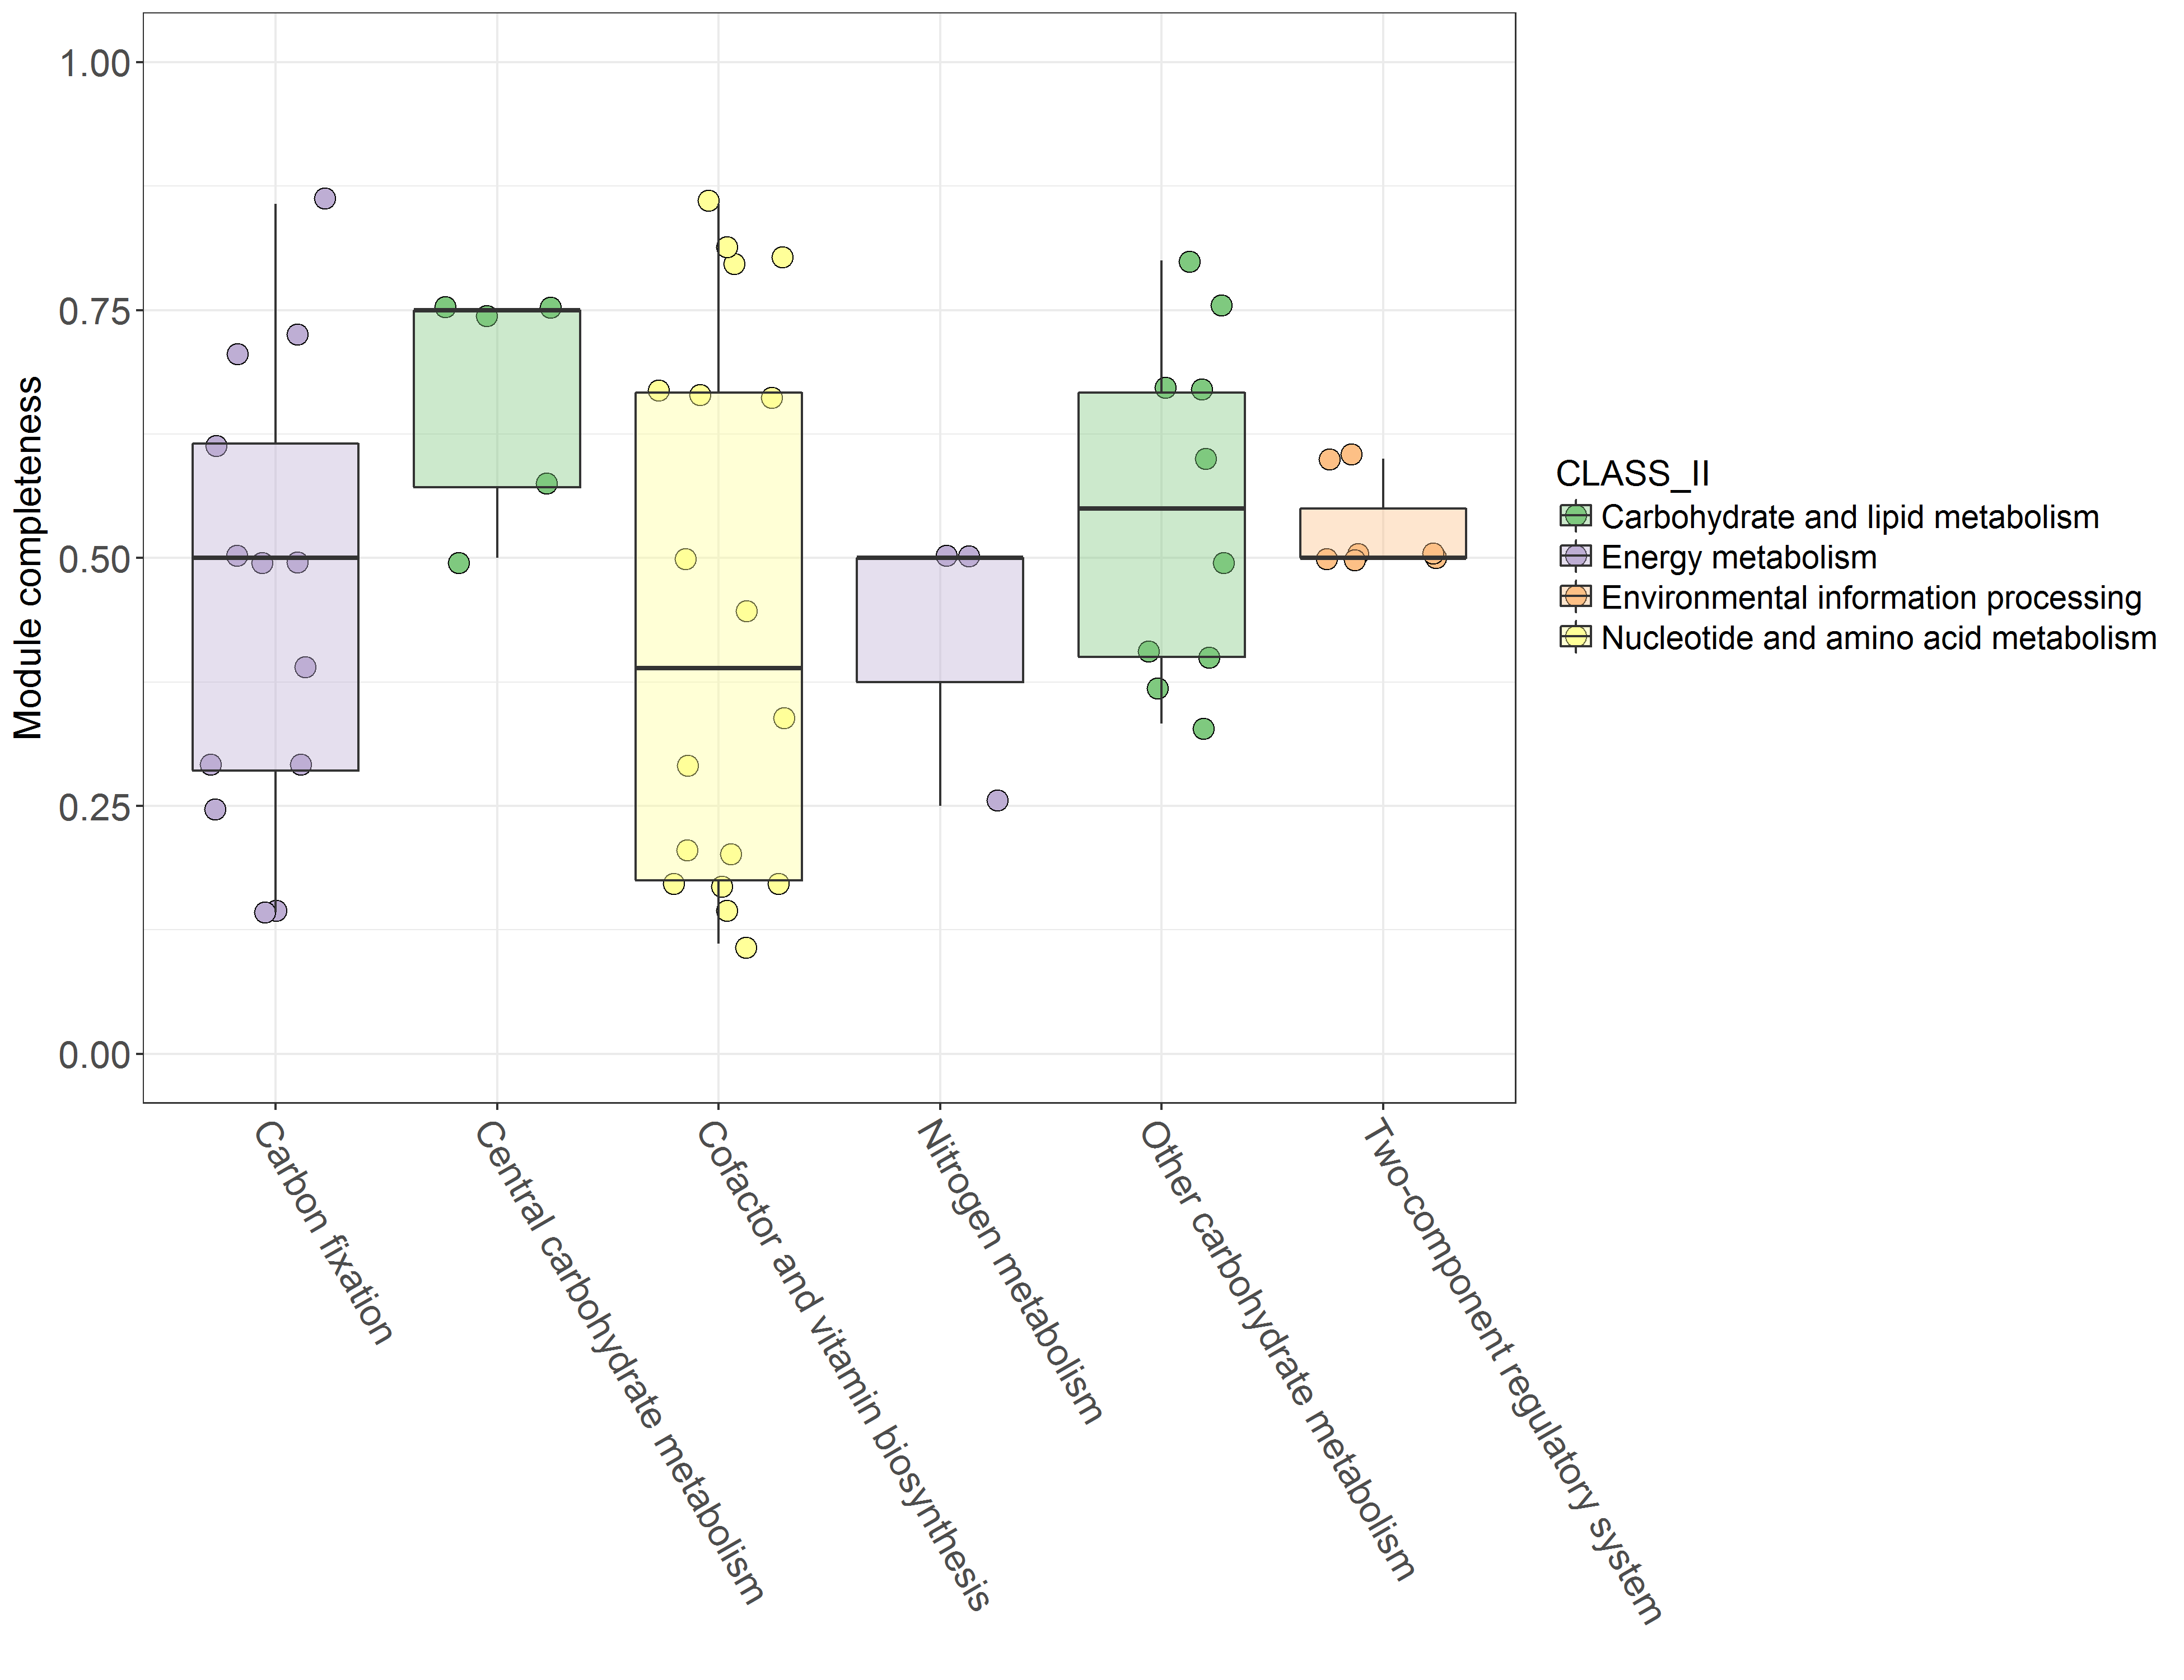 Module completeness
1.00
0.75
0.50
0.25
0.00
Carbon fixation
Central carbohydrate metabolism
Cofactor and vitamin biosynthesis
Nitrogen metabolism
Other carbohydrate metabolism
Two-component regulatory system
CLASS_II
Carbohydrate and lipid metabolism
Energy metabolism
Environmental information processing
Nucleotide and amino acid metabolism